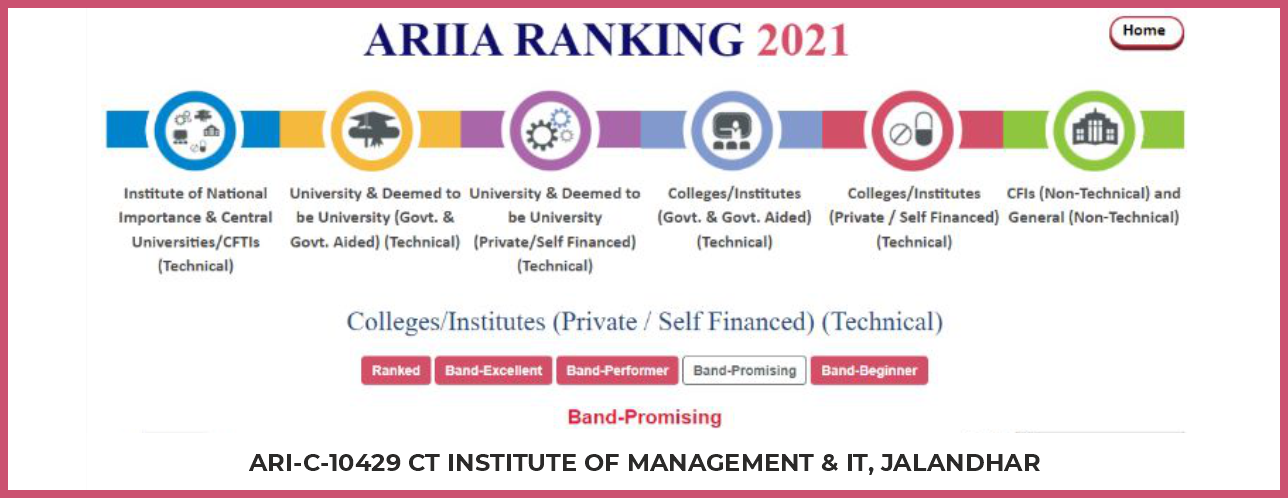 ARIIA RANKING 2021
Home
Institute of National
Importance & Central
Universities/CFTIs
(Technical)
University & Deemed to
be University (Govt. &
Govt. Aided) (Technical)
University & Deemed to
be University
(Private/Self Financed)
(Technical)
Colleges/Institutes
(Govt. & Govt. Aided)
(Technical)
Colleges/Institutes
(Private / Self Financed)
(Technical)
CFIs (Non-Technical) and
General (Non-Technical)
Colleges/Institutes (Private / Self Financed) (Technical)
Ranked
Band-Excellent
Band-Performer
Band-Promising
Band-Beginner
Band-Promising
ARI-C-10429 CT INSTITUTE OF MANAGEMENT & IT, JALANDHAR